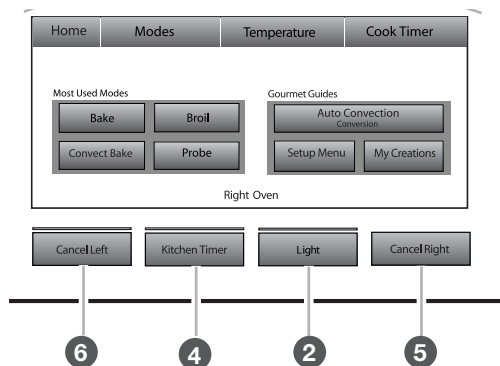 Home Modes Temperature Cook Timer
Most Used Modes Gourmet Guides
Bake Broil Auto Convection
Conversion
Convect Bake Probe Setup Menu My Creations
Right Oven
Cancel Left Kitchen Timer Light Cancel Right
6 4 2 5